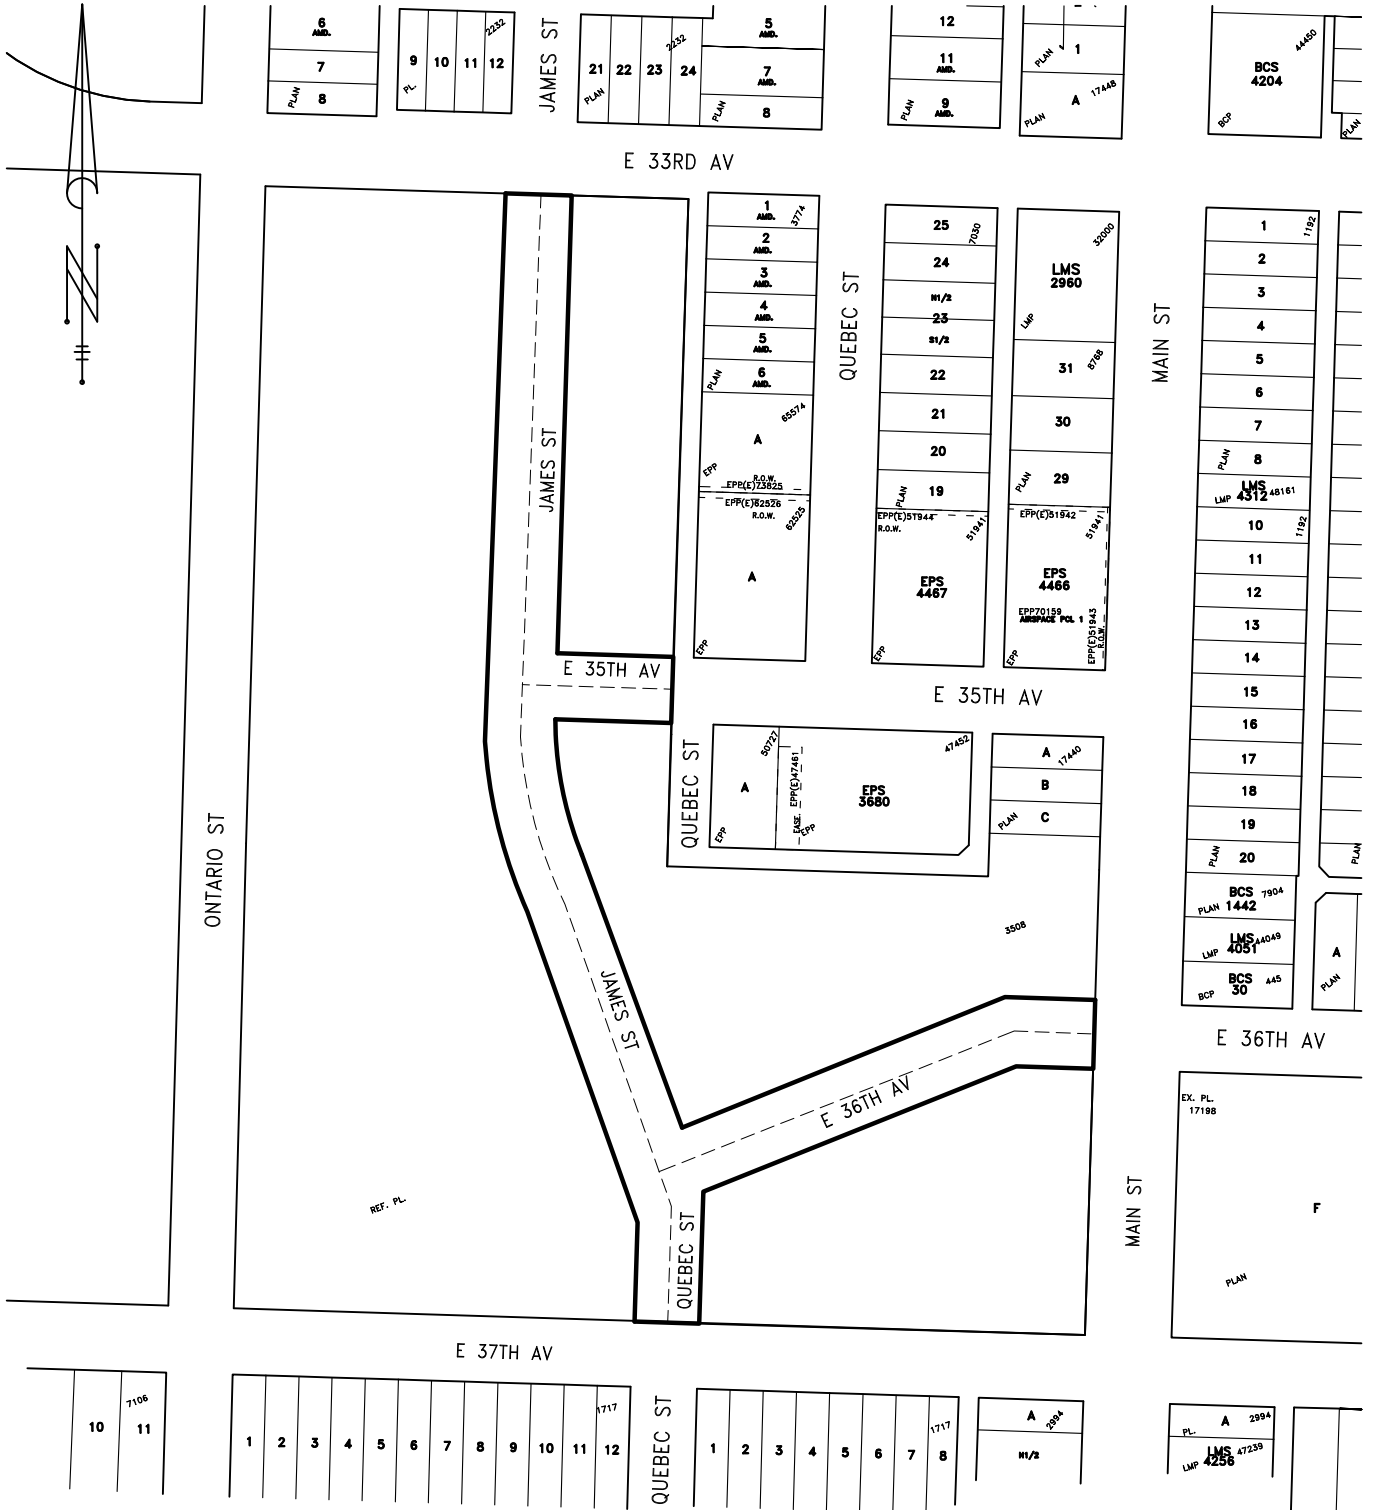 6
AMD.
7
PLAN 8
9 10 11 12
2232
PL.
JAMES ST
21 22 23 24
2232
PLAN
5
AMD.
7
AMD.
PLAN 8
12
11
AMD.
PLAN 9
AMD.
PLAN 1
A 17448
PLAN
44450
BCS
4204
BCP
PLAN
E 33RD AV
1
AMD.
3774
2
AMD.
3
AMD.
4
AMD.
5
AMD.
PLAN 6
AMD.
65574
A
EPP
R.O.W.
EPP(E)73825
EPP(E)62526
R.O.W.
62525
A
EPP
QUEBEC ST
25
7030
24
N1/2
23
S1/2
22
21
20
PLAN 19
EPP(E)51944
R.O.W.
51941
EPS
4467
EPP
32000
LMS
2960
LMP
31 8768
30
PLAN 29
EPP(E)51942
51941
EPS
4466
EPP70159
AIRSPACE PCL 1
EPP(E)51943
R.O.W.
EPP
MAIN ST
1 1192
2
3
4
5
6
7
PLAN 8
LMS
LMP 4312 48161
10 1192
11
12
13
14
15
16
17
18
19
PLAN 20
BCS 7904
PLAN 1442
LMS 44049
LMP 4051
BCS 445
BCP 30
PLAN
A
PLAN
JAMES ST
E 35TH AV
E 35TH AV
QUEBEC ST
50727
A
EPP
EASE. EPP(E)47461
47452
EPS
3680
EPP
A 17440
B
PLAN C
ONTARIO ST
3508
JAMES ST
E 36TH AV
E 36TH AV
EX. PL.
17198
F
PLAN
MAIN ST
REF. PL.
QUEBEC ST
E 37TH AV
10 11
7106
1 2 3 4 5 6 7 8 9 10 11 12
1717
QUEBEC ST
1 2 3 4 5 6 7 8
1717
A 2994
N1/2
A 2994
PL.
LMS 47239
LMP 4256